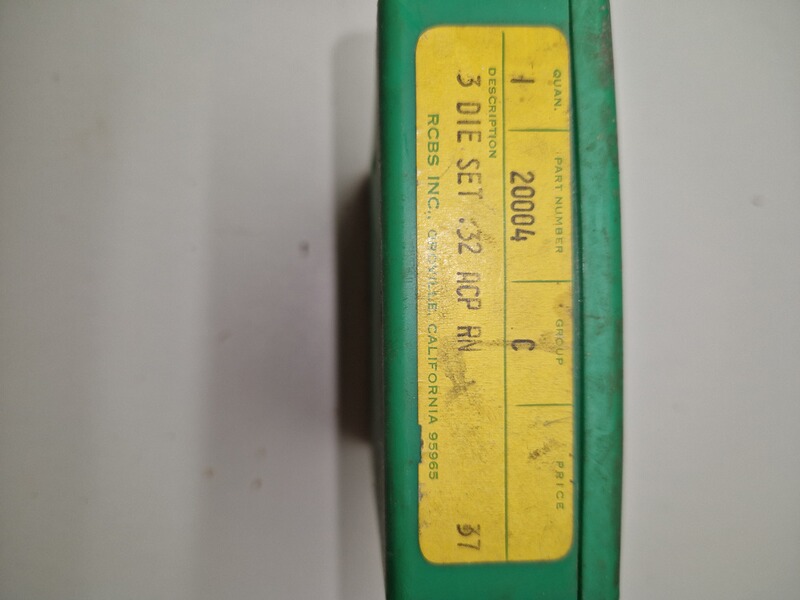 QUAN. PART NUMBER GROUP PRICE
1 20004 C
DESCRIPTION
3 DIE SET .32 ACP RN 37
RCBS INC., OROVILLE, CALIFORNIA 95965